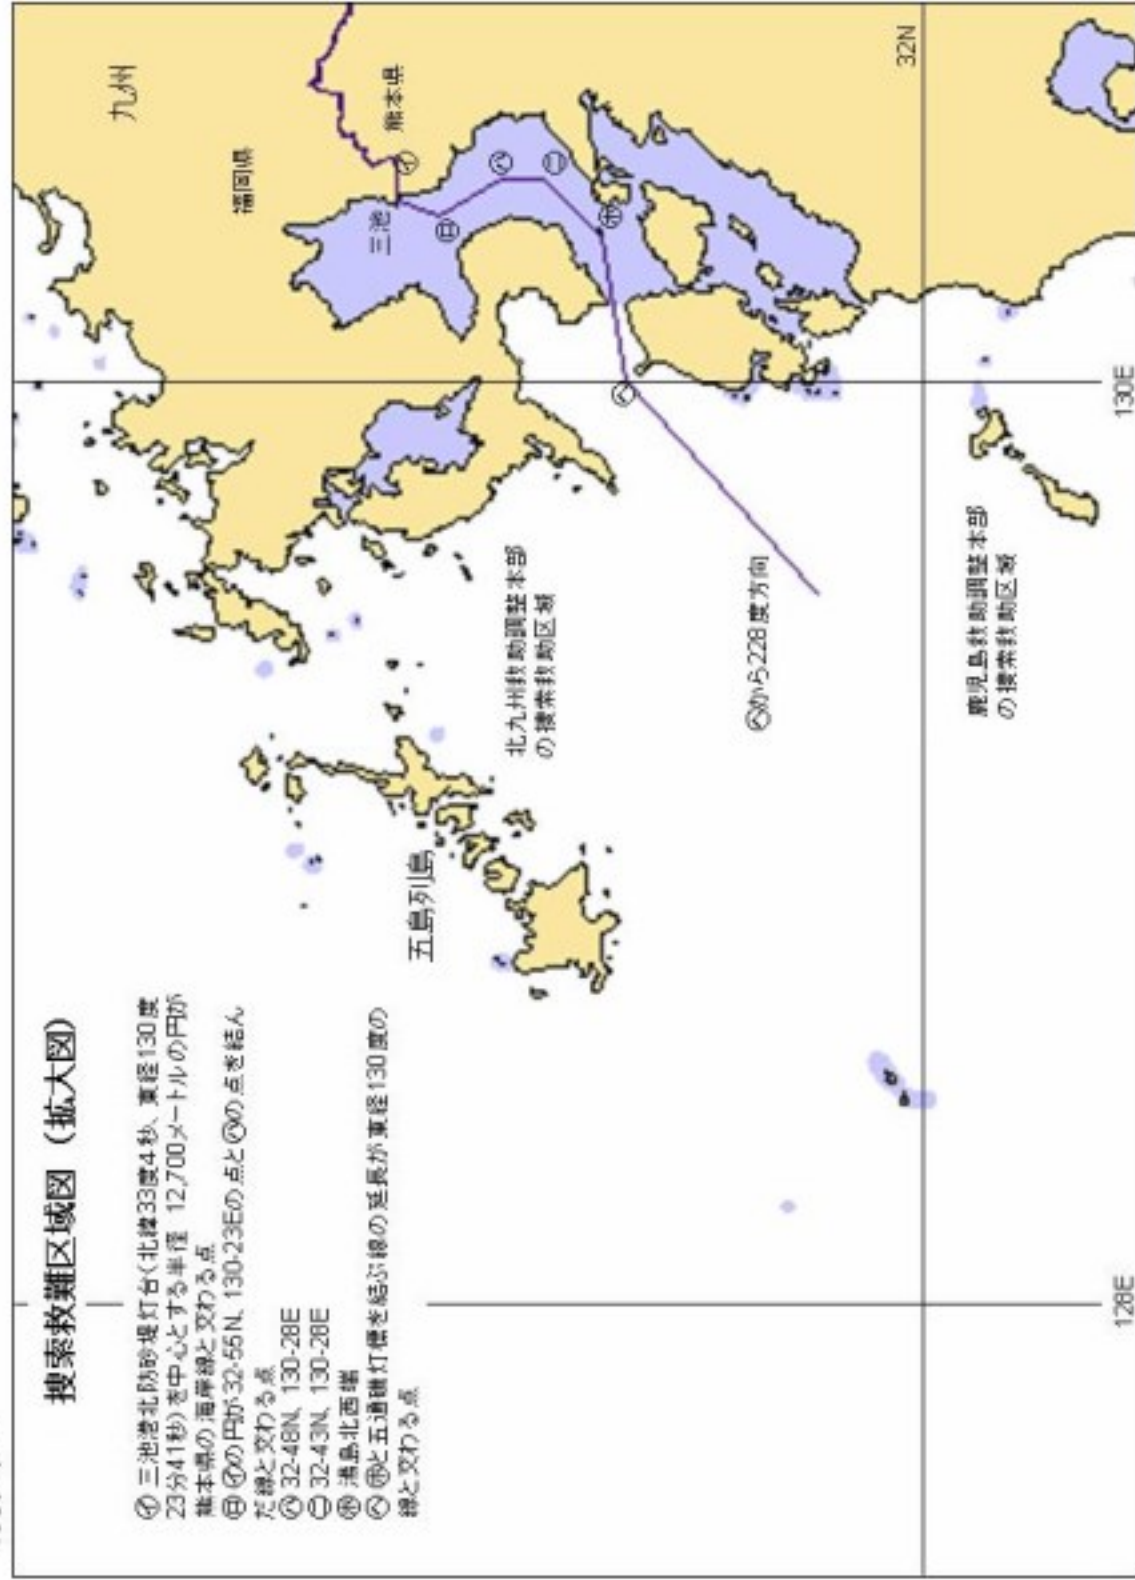 捜索救難区域図（拡大図）
㋑ 三池港北防砂堤灯台（北緯33度4秒、東経130度
23分41秒）を中心とする半径 12,700メートルの円が
熊本県の海岸線と交わる点
㋺ ㋑の円が32-55N、130-23Eの点と㋩の点を結ん
だ線と交わる点
㋩ 32-48N、130-28E
㋥ 32-43N、130-28E
㋭ 湯島北西端
㋬ ㋭と五通礁灯標を結ぶ線の延長が東経130度の
線と交わる点
九州
福岡県
熊本県
三池
㋑
㋺
㋩
㋥
㋭
㋬
五島列島
北九州救助調整本部
の捜索救助区域
㋬から228度方向
鹿児島救助調整本部
の捜索救助区域
32N
128E
130E